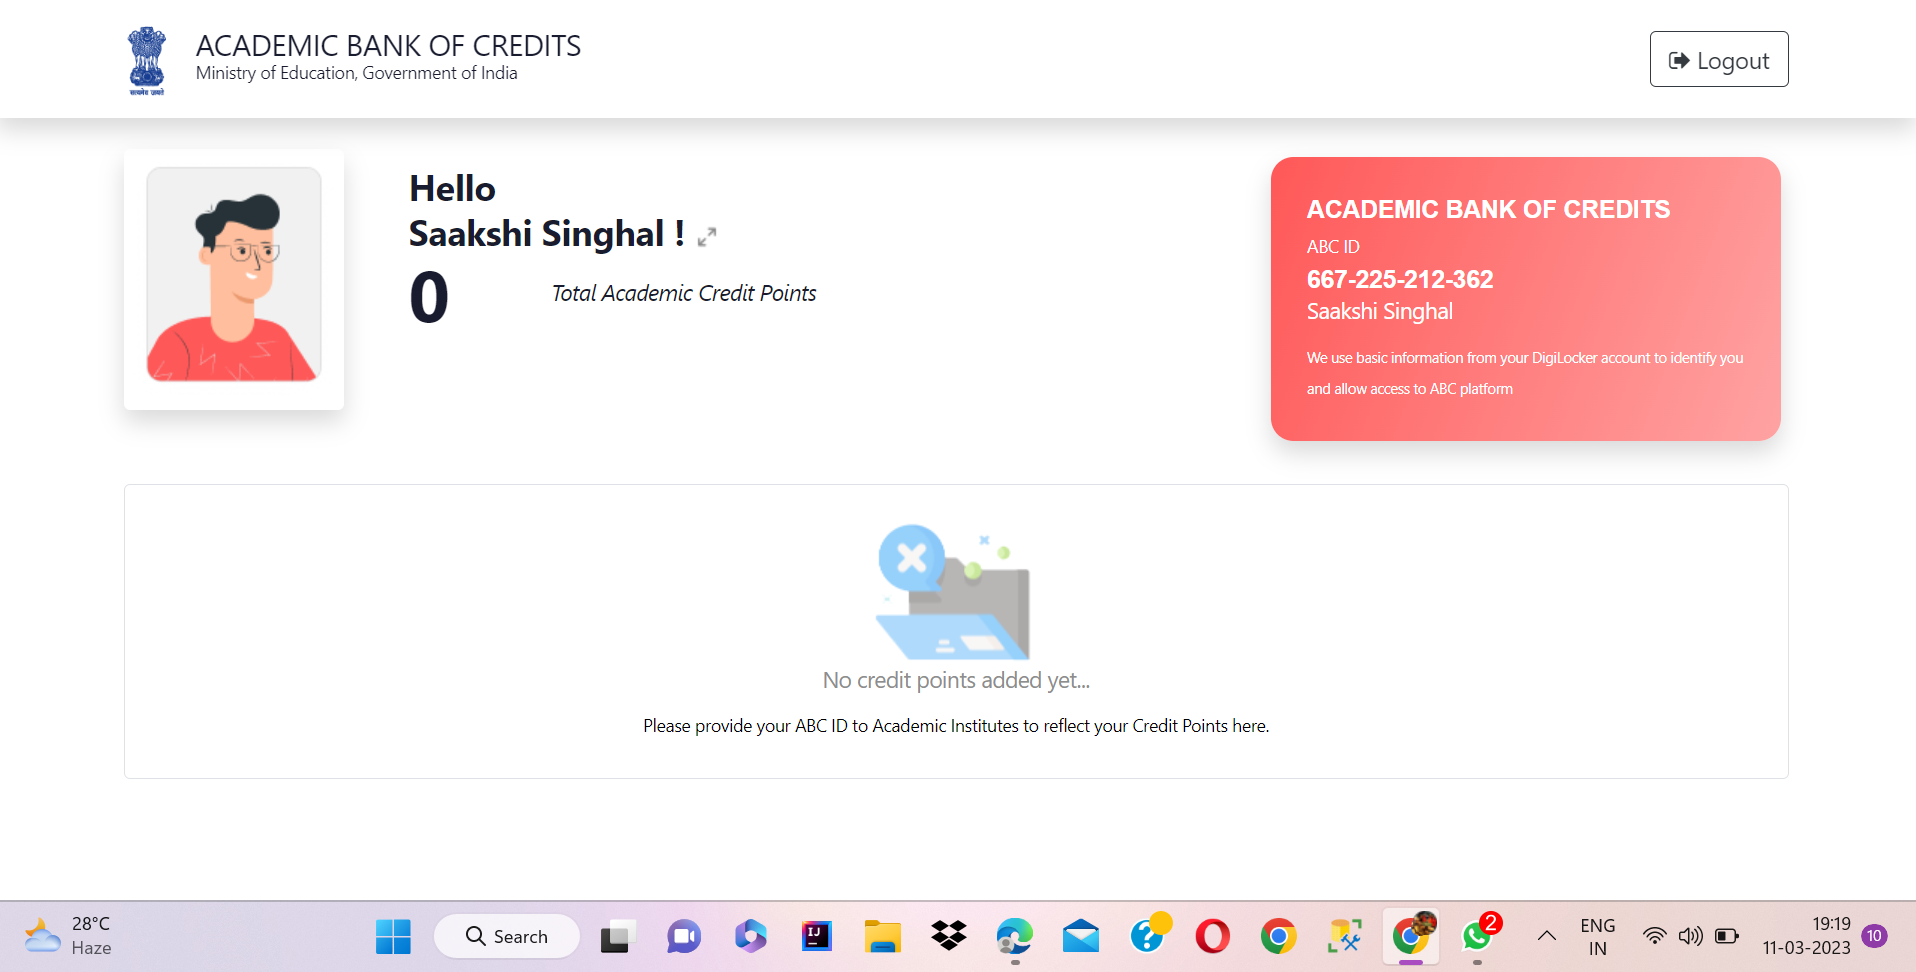 ACADEMIC BANK OF CREDITS
Ministry of Education, Government of India
सत्यमेव जयते
Logout
Hello
Saakshi Singhal !
0
Total Academic Credit Points
ACADEMIC BANK OF CREDITS
ABC ID
667-225-212-362
Saakshi Singhal
We use basic information from your DigiLocker account to identify you
and allow access to ABC platform
No credit points added yet...
Please provide your ABC ID to Academic Institutes to reflect your Credit Points here.
28°C
Haze
Search
IJ
2
ENG
IN
19:19
11-03-2023
10